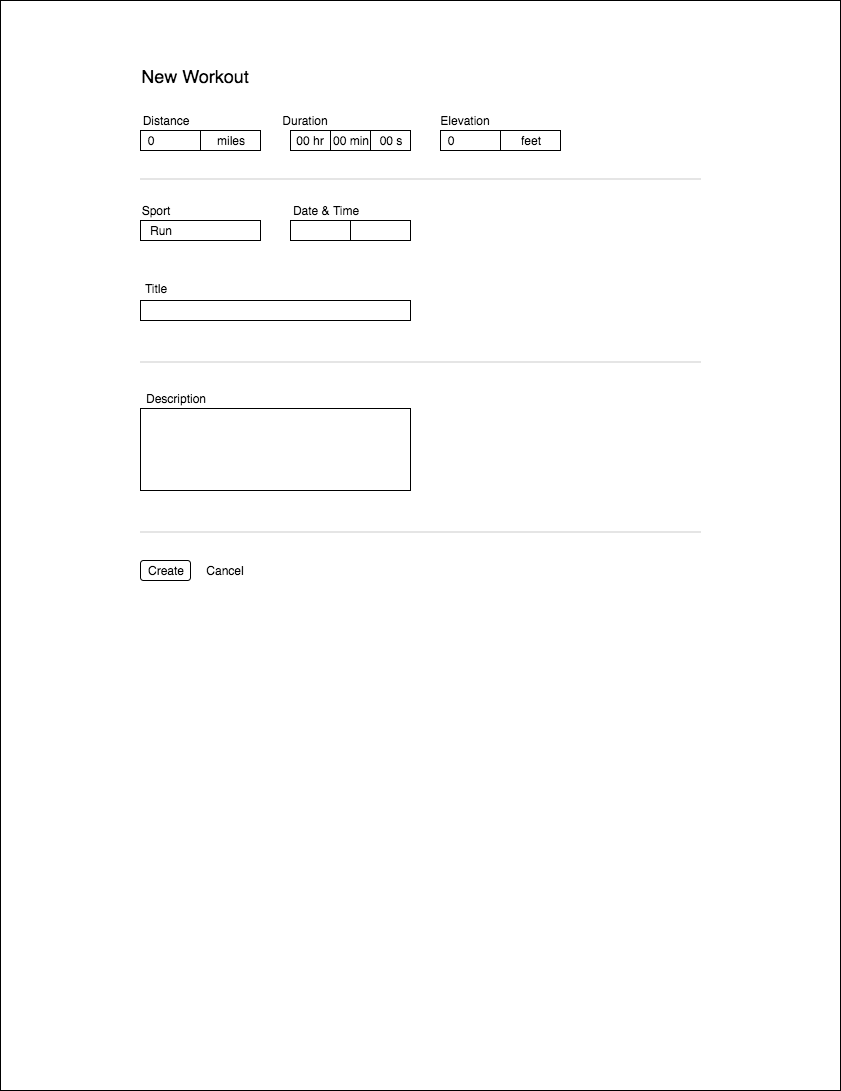 New Workout
Distance Duration Elevation
0 miles 00 hr 00 min 00 s 0 feet
Sport Date & Time
Run
Title
Description
Create Cancel